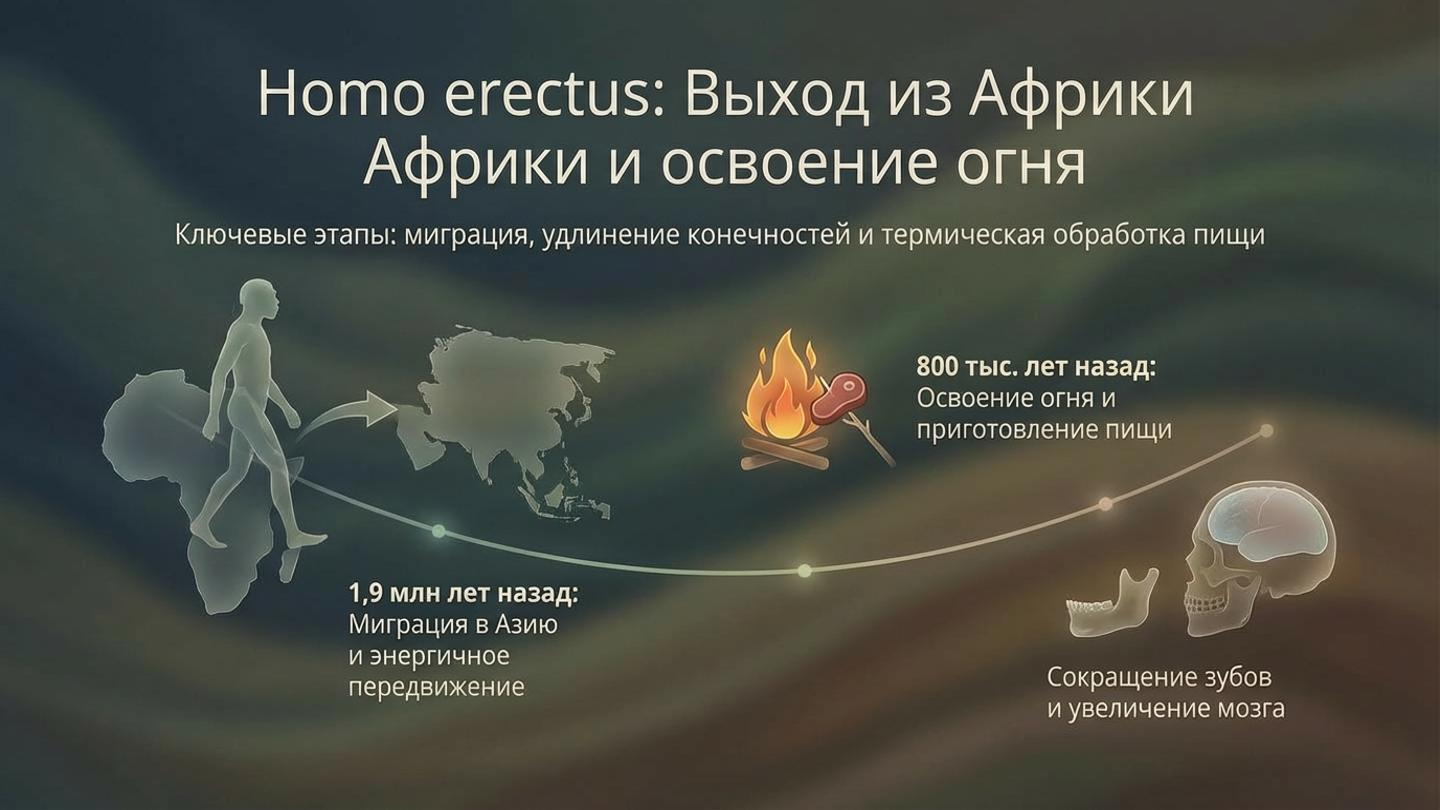 Homo erectus: Выход из Африки
Африки и освоение огня
Ключевые этапы: миграция, удлинение конечностей и термическая обработка пищи
800 тыс. лет назад:
Освоение огня и
приготовление пищи
1,9 млн лет назад:
Миграция в Азию
и энергичное
передвижение
Сокращение зубов
и увеличение мозга